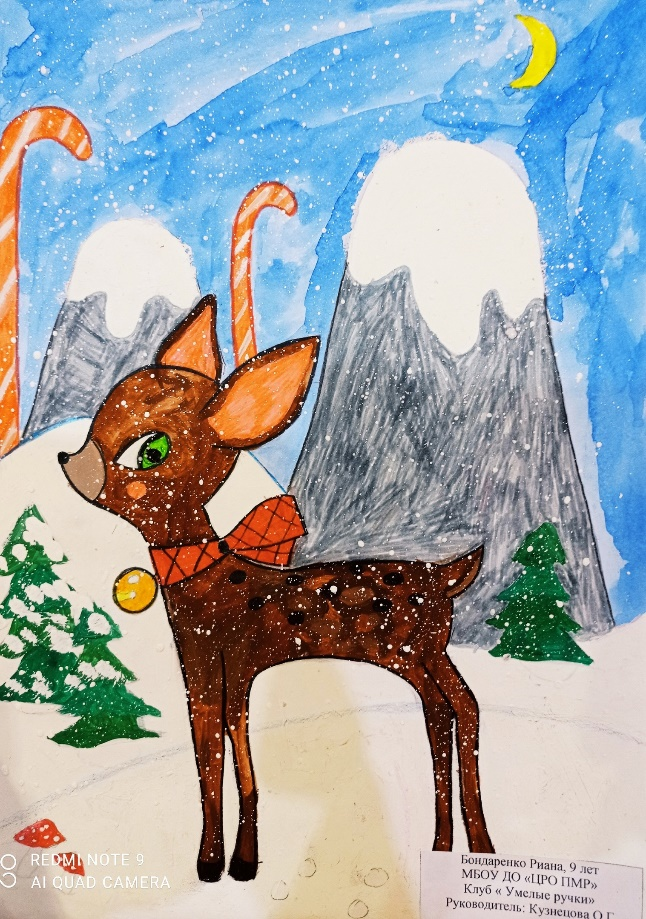 REDMI NOTE 9
AI QUAD CAMERA
Бондаренко Риана, 9 лет
МБОУ ДО «ЦРО ПМР»
Клуб « Умелые ручки»
Руководитель: Кузнецова О.Г.